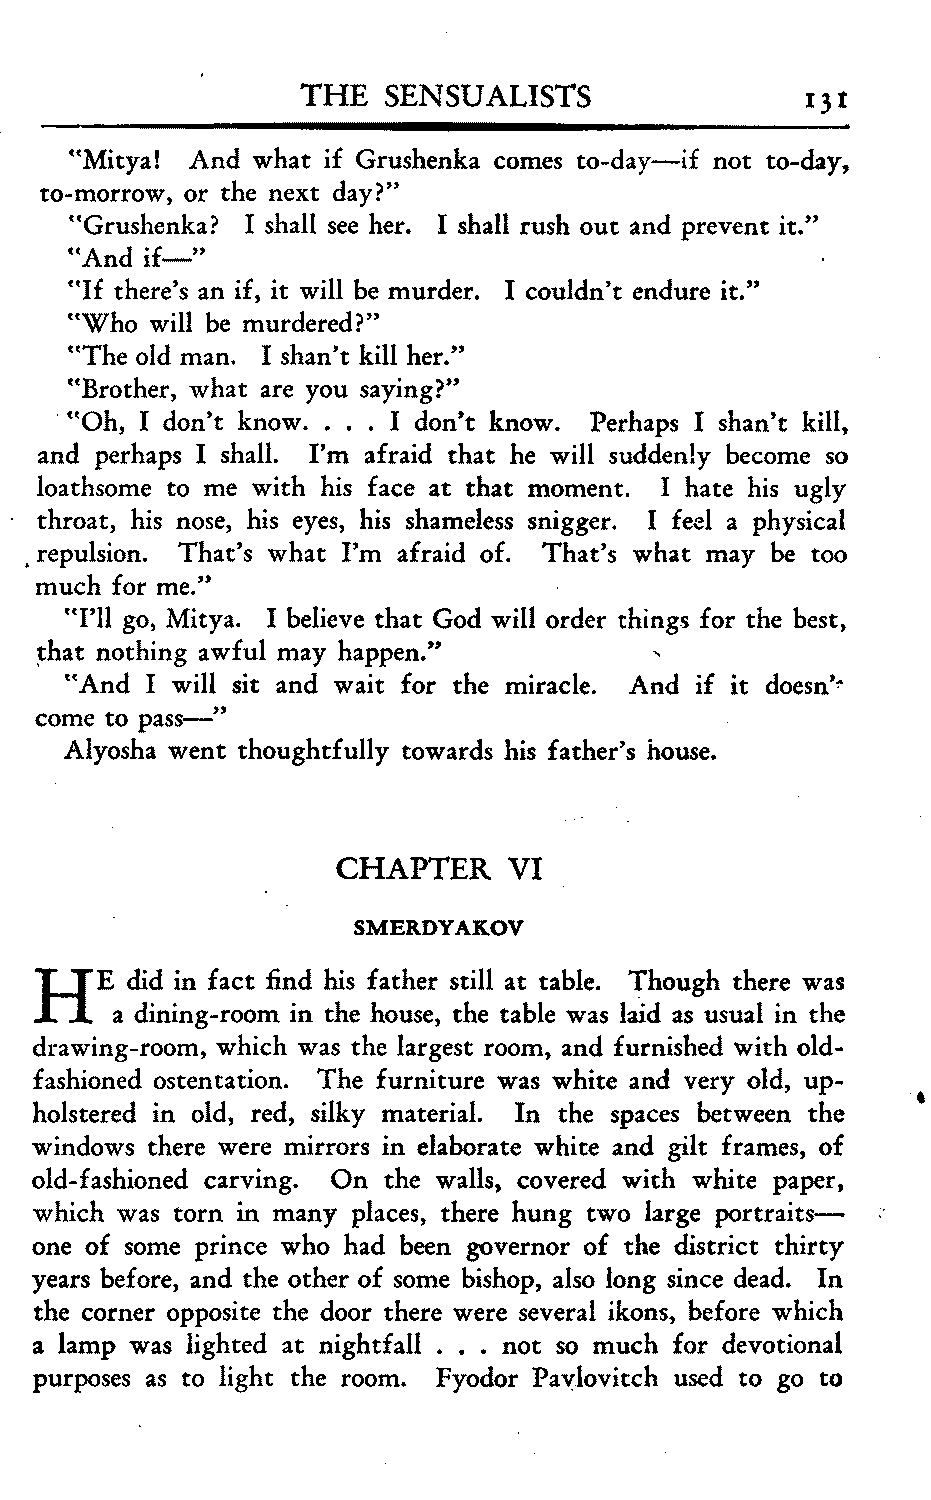 THE SENSUALISTS 131
"Mitya! And what if Grushenka comes to-day—if not to-day,
to-morrow, or the next day?"
"Grushenka? I shall see her. I shall rush out and prevent it."
"And if—"
"If there's an if, it will be murder. I couldn't endure it."
"Who will be murdered?"
"The old man. I shan't kill her."
"Brother, what are you saying?"
"Oh, I don't know. . . . I don't know. Perhaps I shan't kill,
and perhaps I shall. I'm afraid that he will suddenly become so
loathsome to me with his face at that moment. I hate his ugly
throat, his nose, his eyes, his shameless snigger. I feel a physical
repulsion. That's what I'm afraid of. That's what may be too
much for me."
"I'll go, Mitya. I believe that God will order things for the best,
that nothing awful may happen."
"And I will sit and wait for the miracle. And if it doesn't
come to pass—"
Alyosha went thoughtfully towards his father's house.
CHAPTER VI
SMERDYAKOV
HE did in fact find his father still at table. Though there was
a dining-room in the house, the table was laid as usual in the
drawing-room, which was the largest room, and furnished with old-
fashioned ostentation. The furniture was white and very old, up-
holstered in old, red, silky material. In the spaces between the
windows there were mirrors in elaborate white and gilt frames, of
old-fashioned carving. On the walls, covered with white paper,
which was torn in many places, there hung two large portraits—
one of some prince who had been governor of the district thirty
years before, and the other of some bishop, also long since dead. In
the corner opposite the door there were several ikons, before which
a lamp was lighted at nightfall . . . not so much for devotional
purposes as to light the room. Fyodor Pavlovitch used to go to